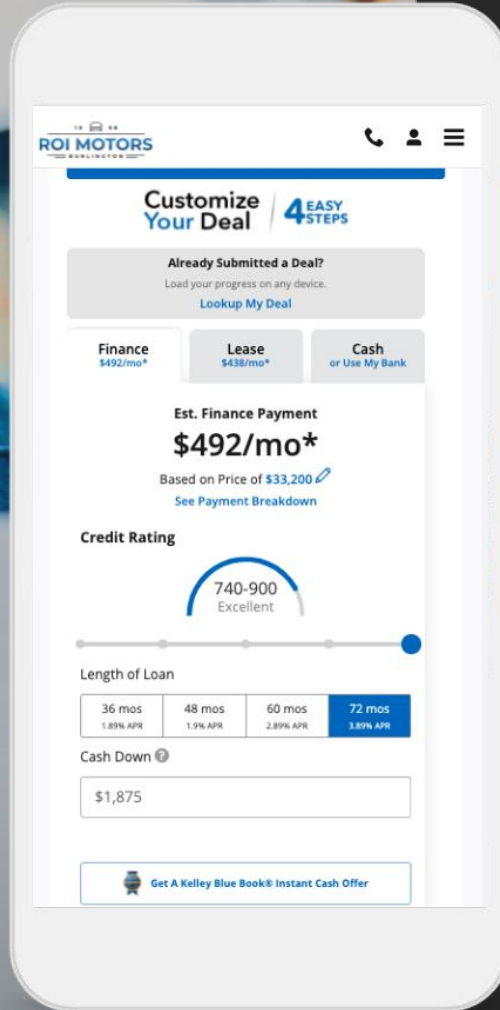 19 98
ROI MOTORS
BURLINGTON
Customize
Your Deal
4 EASY
STEPS
Already Submitted a Deal?
Load your progress on any device.
Lookup My Deal
Finance
$492/mo*
Lease
$438/mo*
Cash
or Use My Bank
Est. Finance Payment
$492/mo*
Based on Price of $33,200
See Payment Breakdown
Credit Rating
740-900
Excellent
Length of Loan
36 mos
1.89% APR
48 mos
1.9% APR
60 mos
2.89% APR
72 mos
3.89% APR
Cash Down ?
$1,875
Get A Kelley Blue Book® Instant Cash Offer